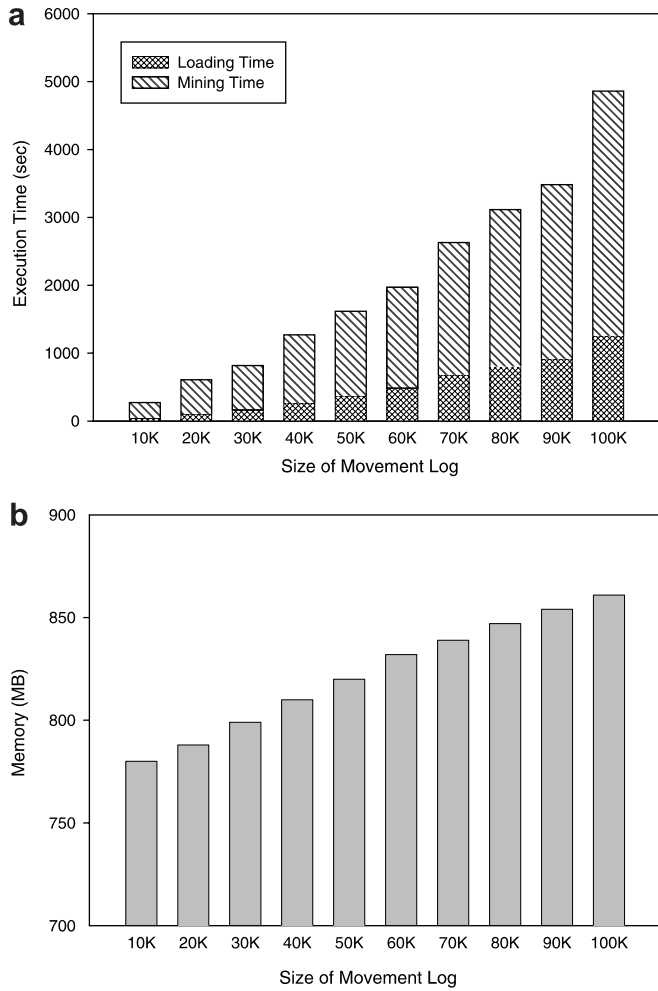 a
6000
5000
4000
3000
2000
1000
0
Execution Time (sec)
Loading Time
Mining Time
10K 20K 30K 40K 50K 60K 70K 80K 90K 100K
Size of Movement Log
b
900
850
800
750
700
Memory (MB)
10K 20K 30K 40K 50K 60K 70K 80K 90K 100K
Size of Movement Log